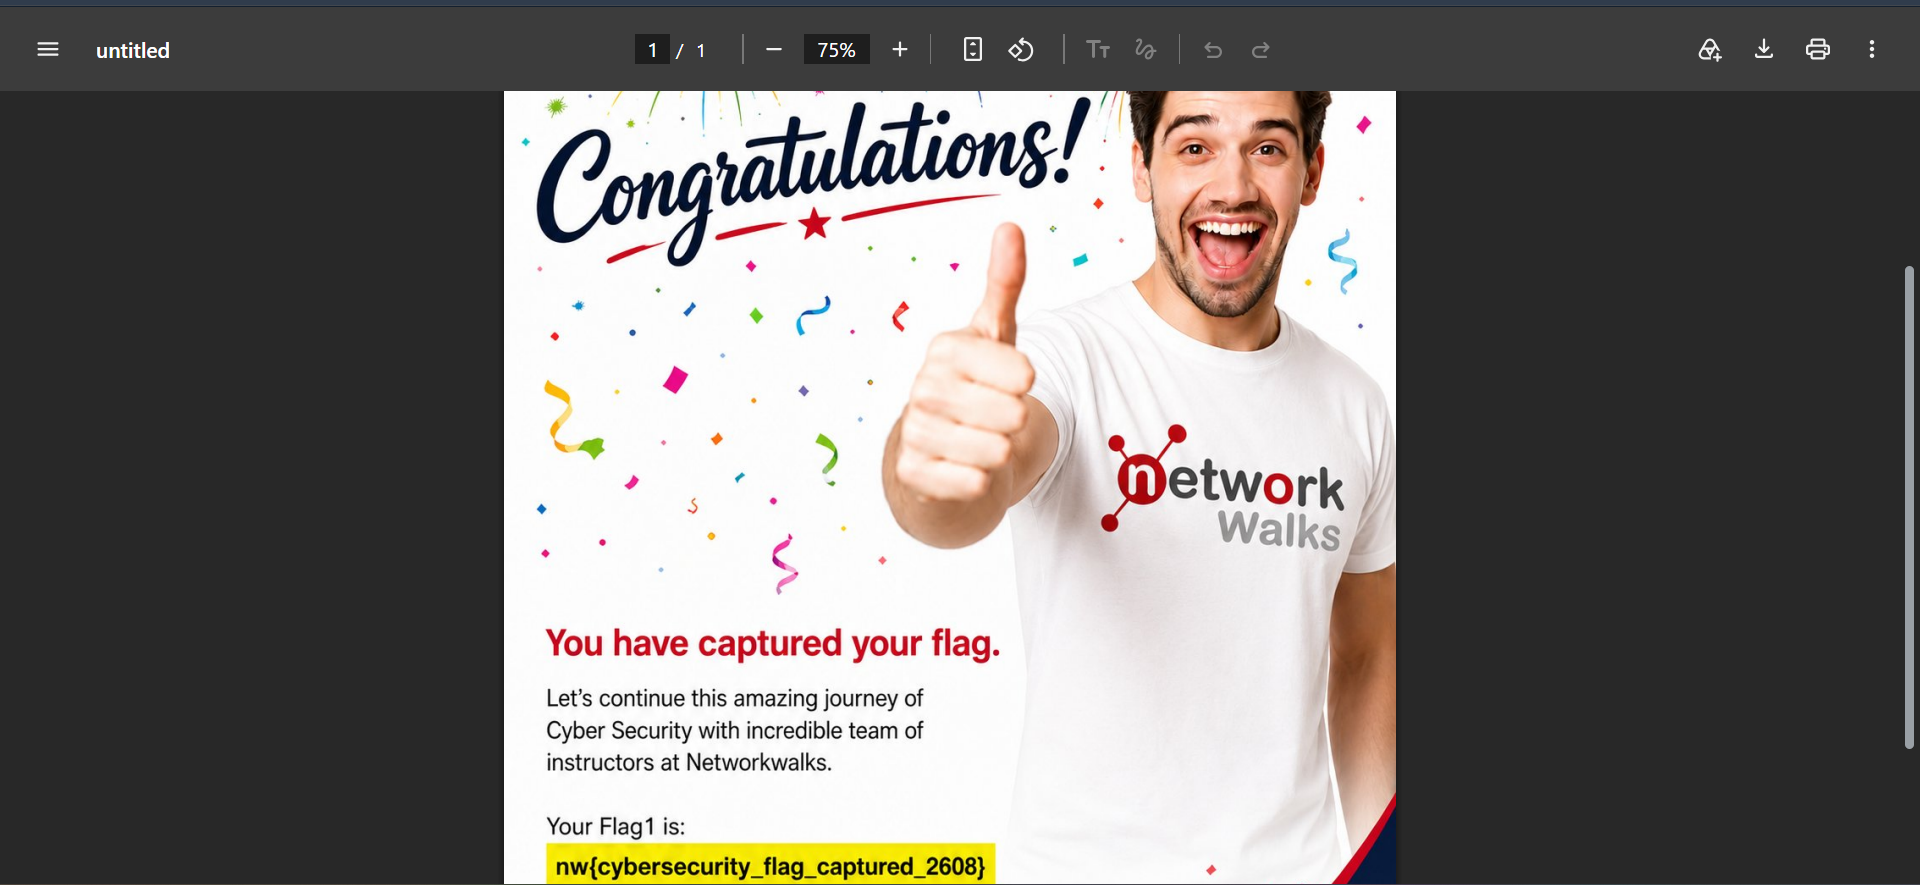 untitled
1 / 1
75%
Congratulations!
network
Walks
You have captured your flag.
Let's continue this amazing journey of
Cyber Security with incredible team of
instructors at Networkwalks.
Your Flag1 is:
nw{cybersecurity_flag_captured_2608}